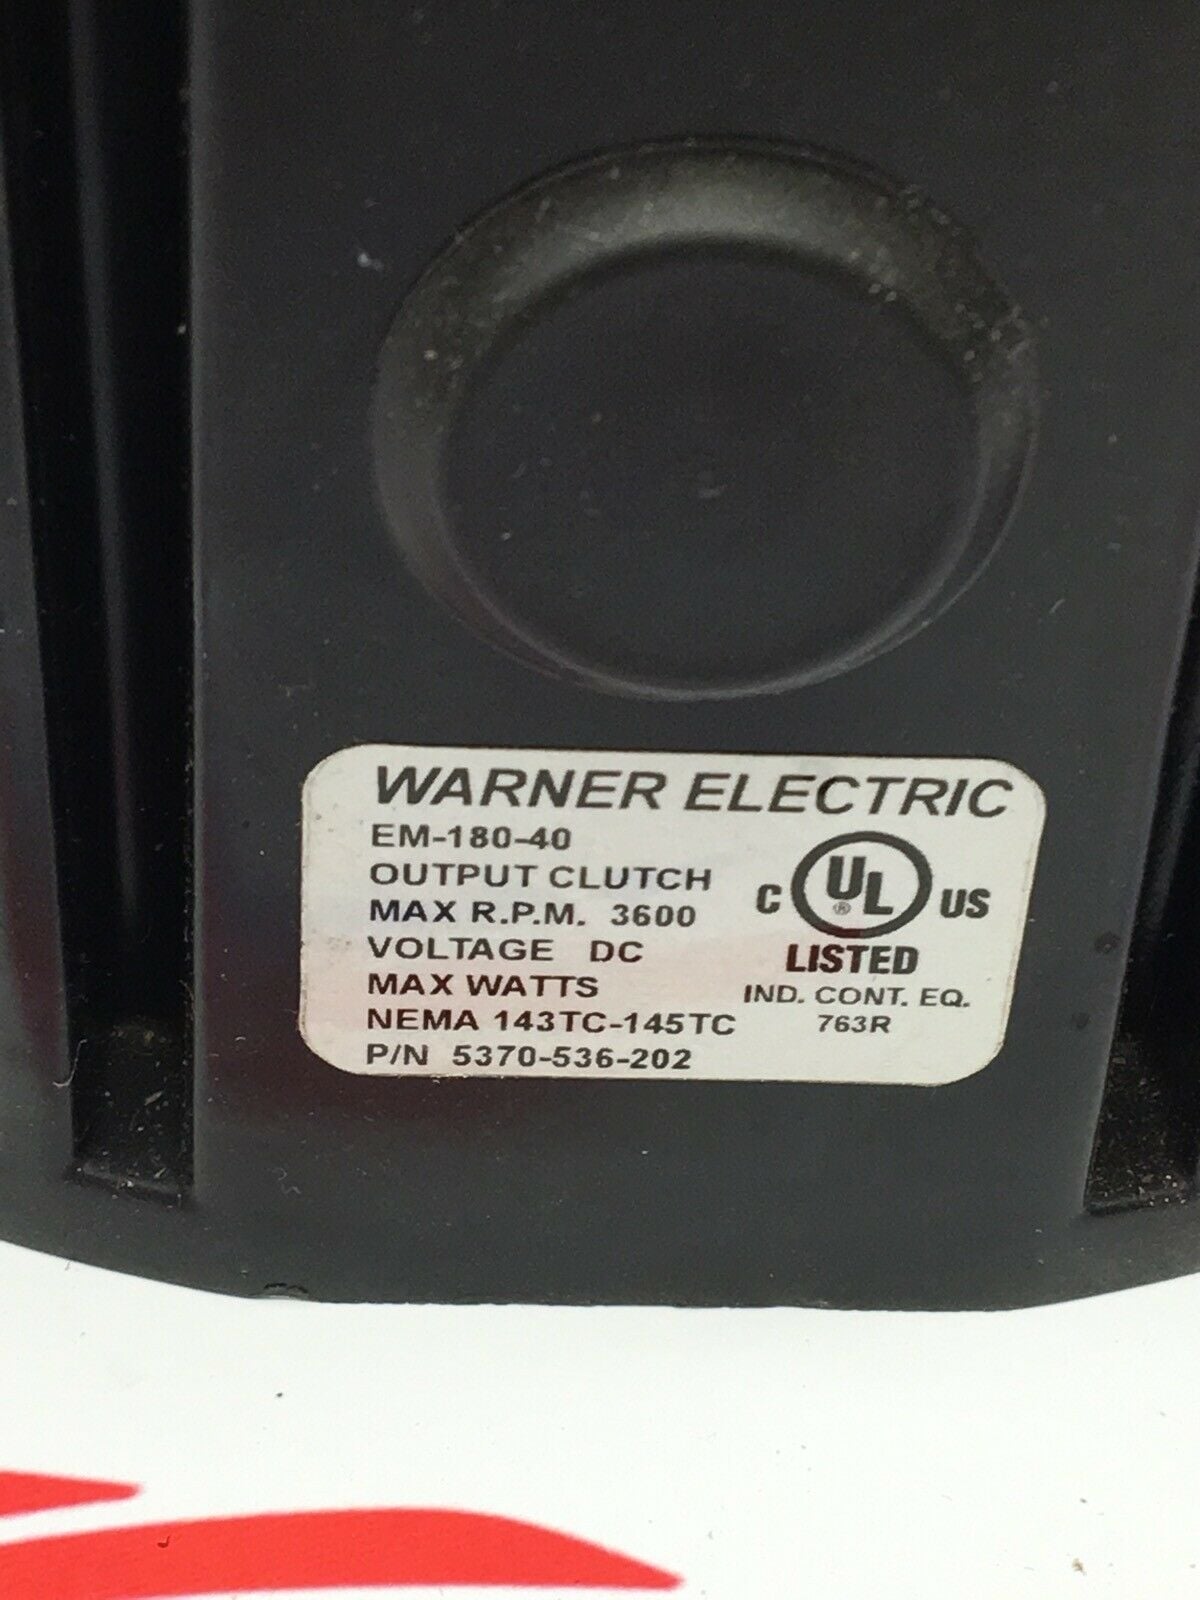 WARNER ELECTRIC
EM-180-40
OUTPUT CLUTCH
MAX R.P.M. 3600
VOLTAGE DC
MAX WATTS
NEMA 143TC-145TC
P/N 5370-536-202
C UL® US
LISTED
IND. CONT. EQ.
763R